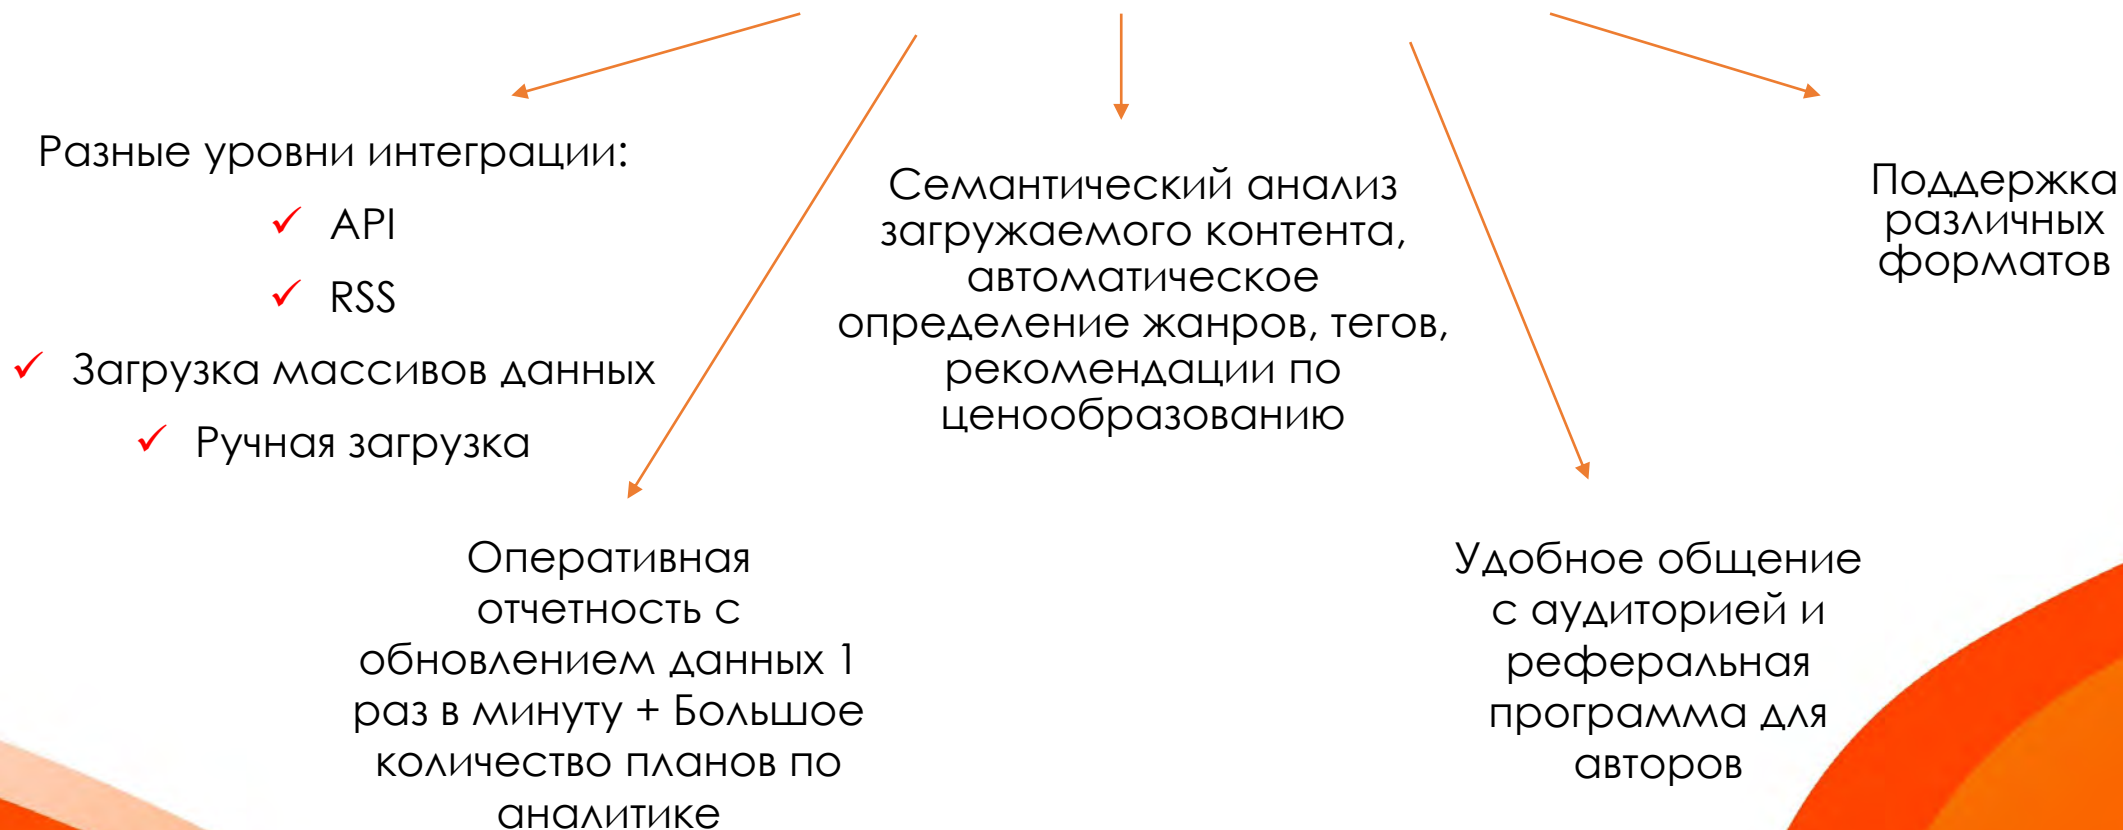 Разные уровни интеграции:
API
RSS
Загрузка массивов данных
Ручная загрузка
Оперативная
отчетность с
обновлением данных 1
раз в минуту + Большое
количество планов по
аналитике
Семантический анализ
загружаемого контента,
автоматическое
определение жанров, тегов,
рекомендации по
ценообразованию
Удобное общение
с аудиторией и
реферальная
программа для
авторов
Поддержка
различных
форматов